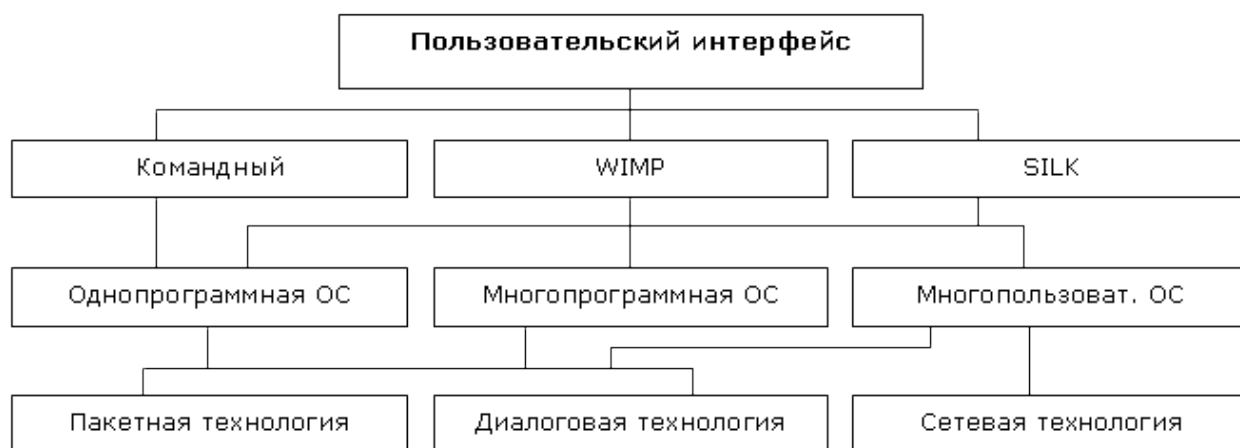 Пользовательский интерфейс
Командный
WIMP
SILK
Однопрограммная ОС
Многопрограммная ОС
Многопользоват. ОС
Пакетная технология
Диалоговая технология
Сетевая технология